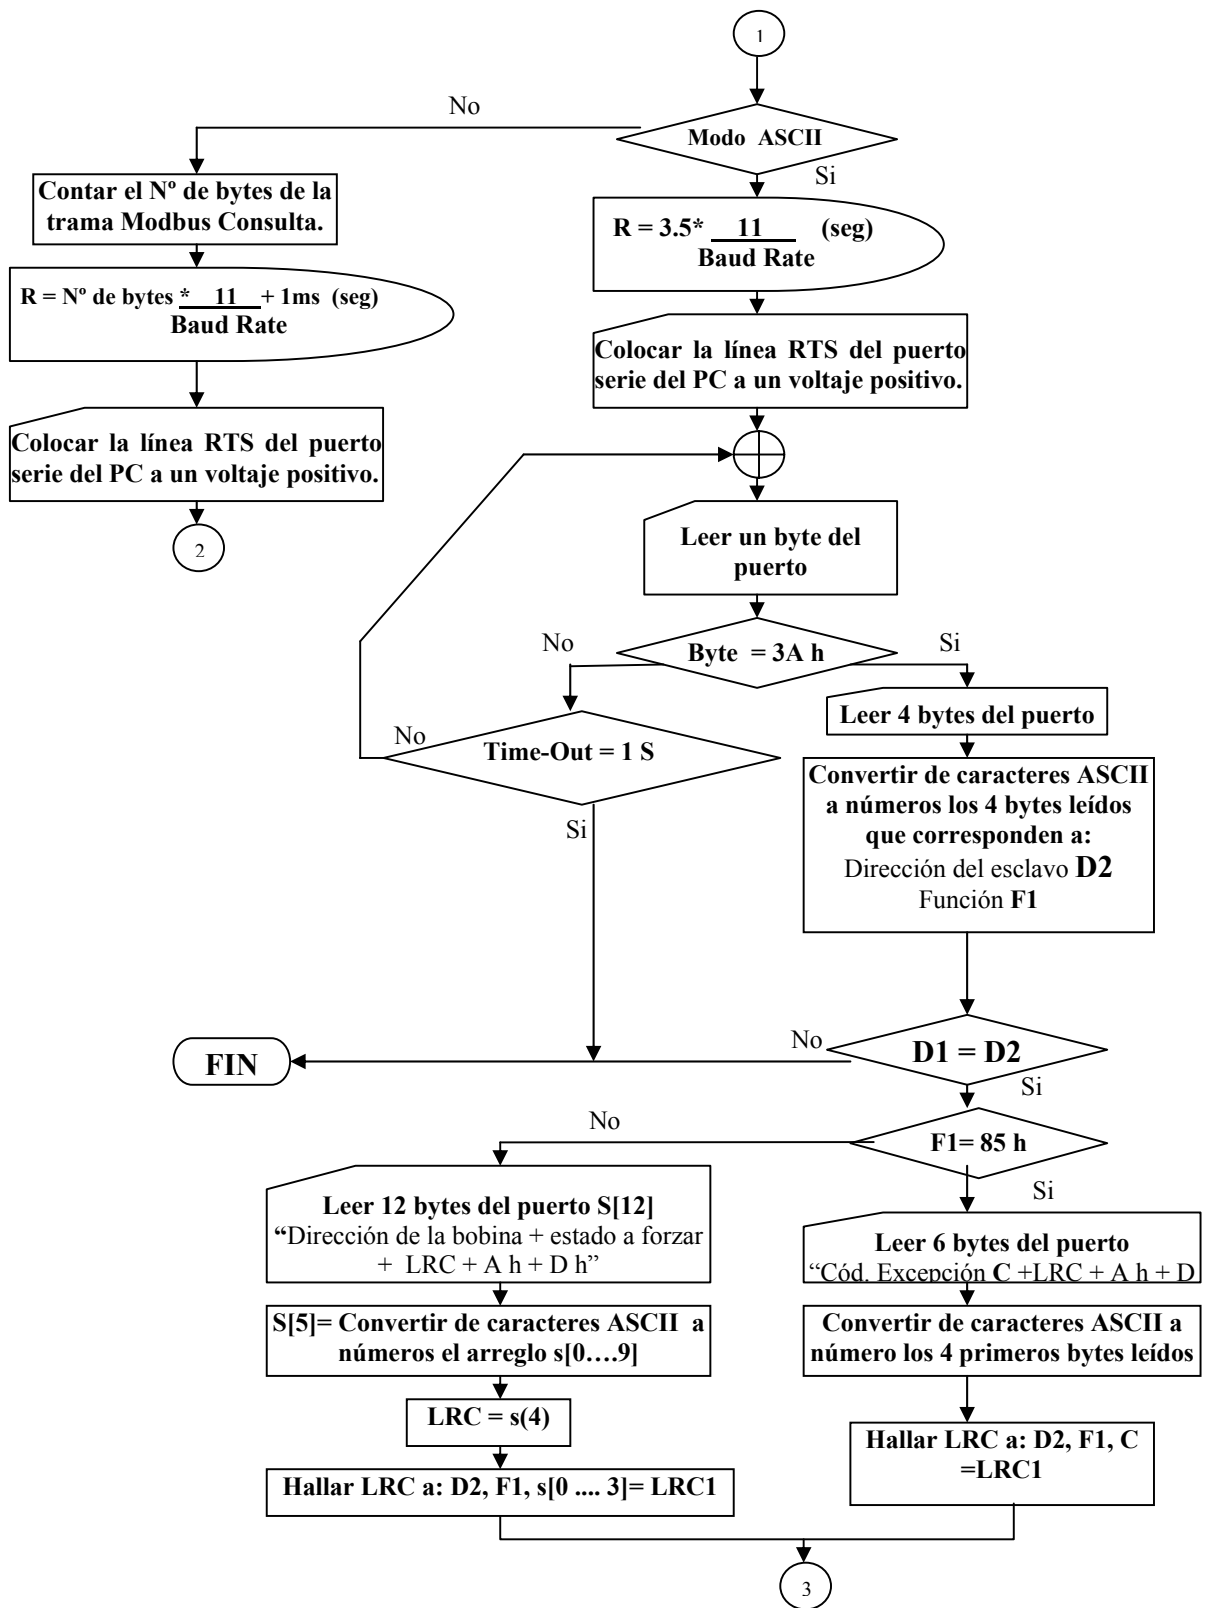 1
No
Modo ASCII
Si
Contar el Nº de bytes de la
trama Modbus Consulta.
R = 3.5* 11 (seg)
Baud Rate
R = Nº de bytes * 11 + 1ms (seg)
Baud Rate
Colocar la línea RTS del puerto
serie del PC a un voltaje positivo.
Colocar la línea RTS del puerto
serie del PC a un voltaje positivo.
2
Leer un byte del
puerto
No
Byte = 3A h
Si
Leer 4 bytes del puerto
No
Time-Out = 1 S
Si
Convertir de caracteres ASCII
a números los 4 bytes leídos
que corresponden a:
Dirección del esclavo D2
Función F1
No
D1 = D2
Si
FIN
No
F1= 85 h
Si
Leer 12 bytes del puerto S[12]
“Dirección de la bobina + estado a forzar
+ LRC + A h + D h”
Leer 6 bytes del puerto
“Cód. Excepción C +LRC + A h + D
S[5]= Convertir de caracteres ASCII a
números el arreglo s[0….9]
Convertir de caracteres ASCII a
número los 4 primeros bytes leídos
LRC = s(4)
Hallar LRC a: D2, F1, C
=LRC1
Hallar LRC a: D2, F1, s[0 .... 3]= LRC1
3